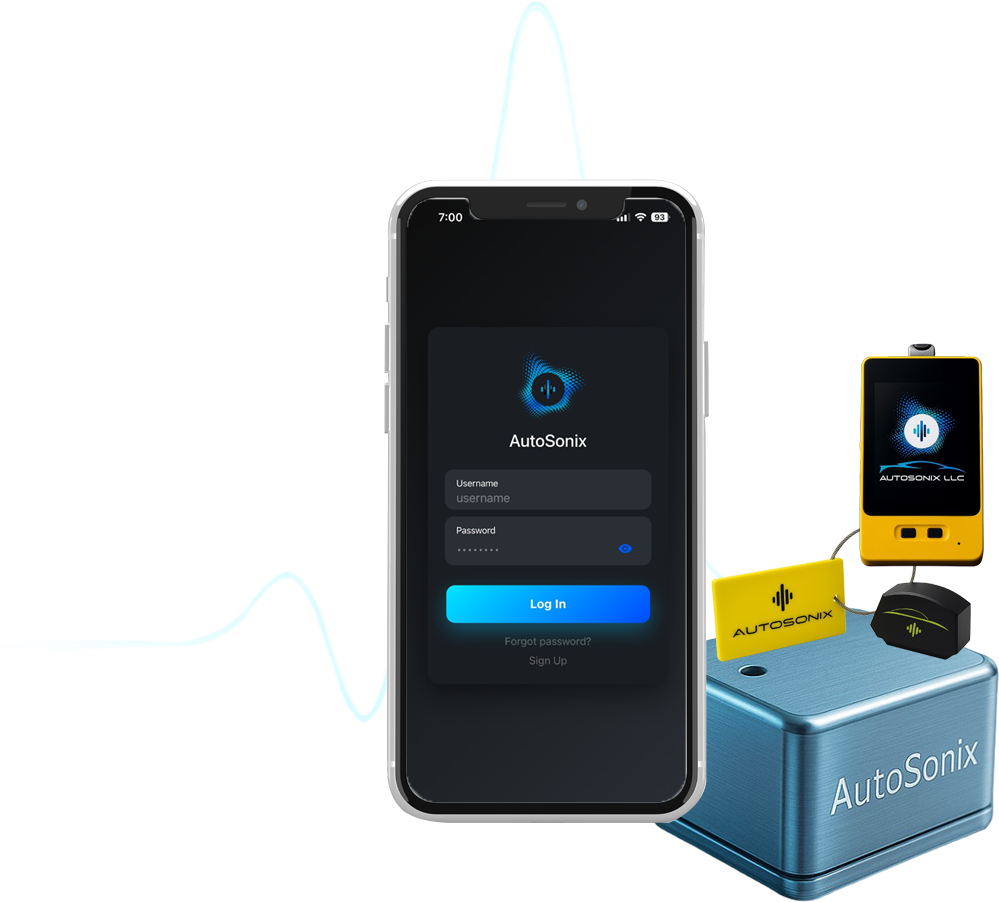 7:00
93
AutoSonix
Username
username
Password
Log In
Forgot password?
Sign Up
AUTOSONIX LLC
AUTOSONIX
AutoSonix